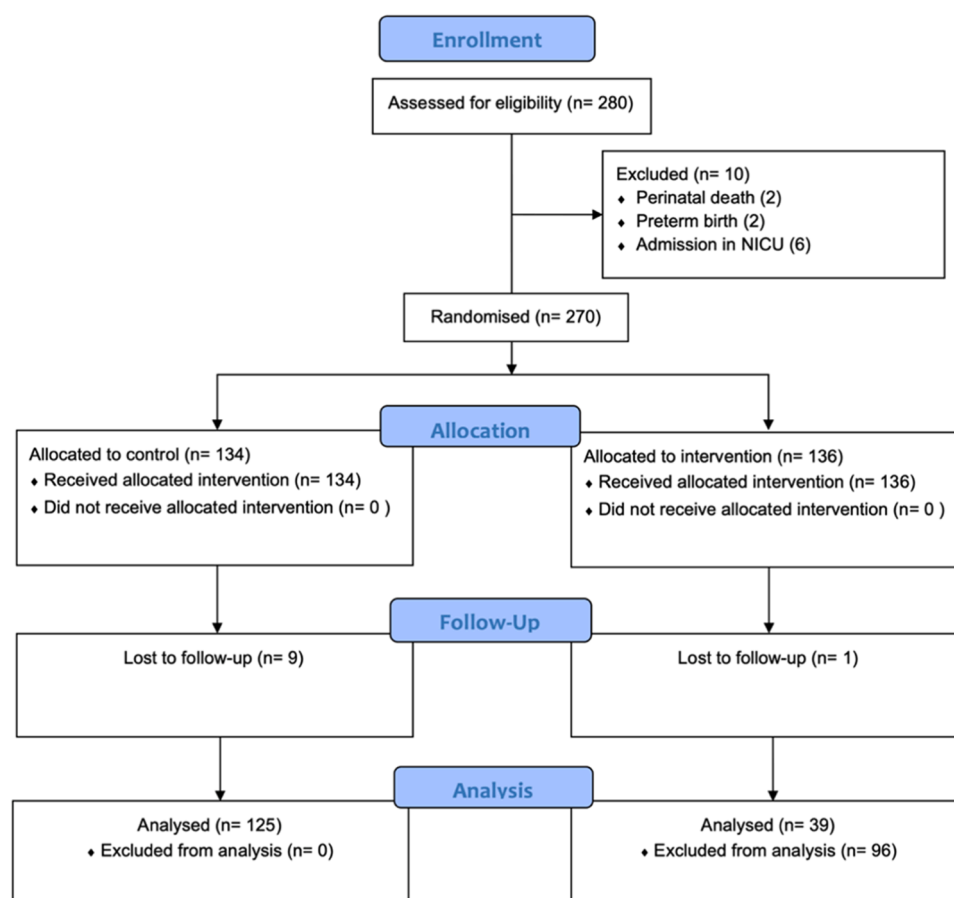 Enrollment
Assessed for eligibility (n= 280)
Excluded (n= 10)
♦ Perinatal death (2)
♦ Preterm birth (2)
♦ Admission in NICU (6)
Randomised (n= 270)
Allocation
Allocated to control (n= 134)
♦ Received allocated intervention (n= 134)
♦ Did not receive allocated intervention (n= 0 )
Allocated to intervention (n= 136)
♦ Received allocated intervention (n= 136)
♦ Did not receive allocated intervention (n= 0 )
Follow-Up
Lost to follow-up (n= 9)
Lost to follow-up (n= 1)
Analysis
Analysed (n= 125)
♦ Excluded from analysis (n= 0)
Analysed (n= 39)
♦ Excluded from analysis (n= 96)